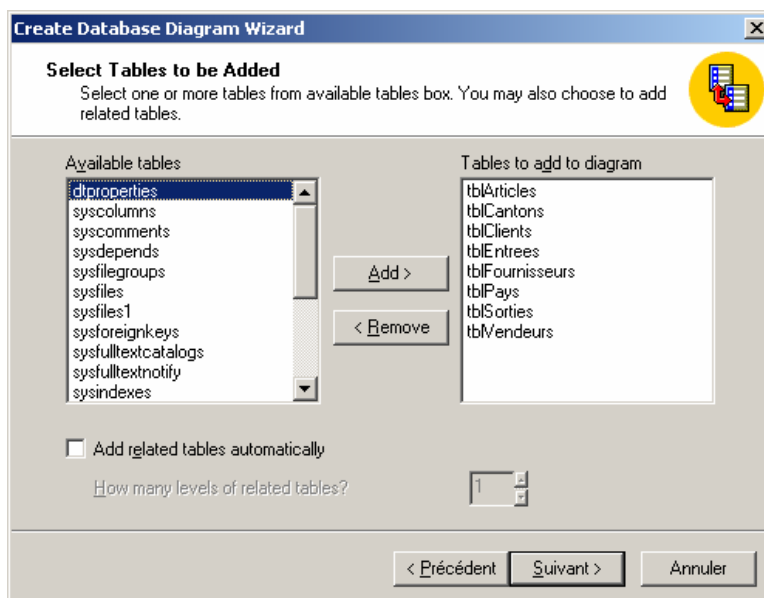 Create Database Diagram Wizard
Select Tables to be Added
Select one or more tables from available tables box. You may also choose to add
related tables.
Available tables
dtproperties
syscolumns
syscomments
sysdepends
sysfilegroups
sysfiles
sysfiles1
sysforeignkeys
sysfulltextcatalogs
sysfulltextnotify
sysindexes
Add >
< Remove
Tables to add to diagram
tblArticles
tblCantons
tblClients
tblEntrees
tblFournisseurs
tblPays
tblSorties
tblVendeurs
Add related tables automatically
How many levels of related tables?
1
< Précédent
Suivant >
Annuler